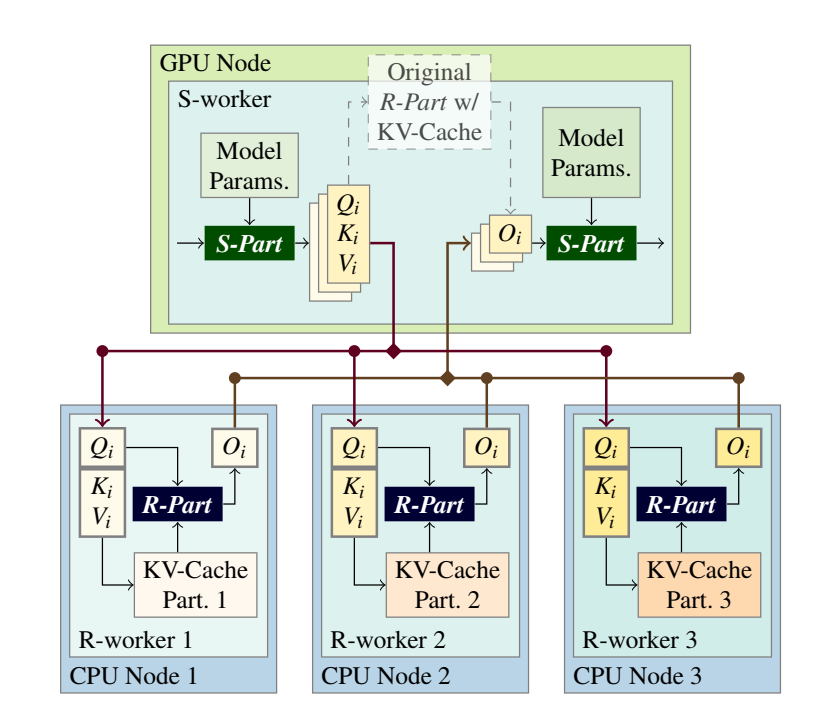 GPU Node
S-worker
Original
R-Part w/
KV-Cache
Model
Params.
Model
Params.
S-Part
Q_i
K_i
V_i
O_i
S-Part
Q_i
K_i
V_i
O_i
R-Part
KV-Cache
Part. 1
R-worker 1
CPU Node 1
Q_i
K_i
V_i
O_i
R-Part
KV-Cache
Part. 2
R-worker 2
CPU Node 2
Q_i
K_i
V_i
O_i
R-Part
KV-Cache
Part. 3
R-worker 3
CPU Node 3